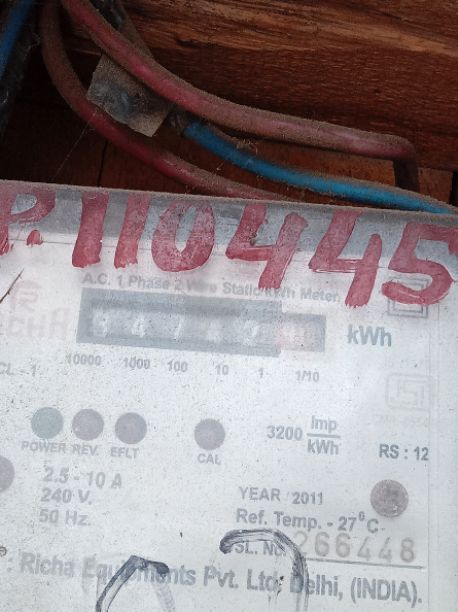 P.110445
A.C. 1 Phase 2 Wire Static kWh Meter
kWh
CL - 1 10000 1000 100 10 1 1/10
POWER REV. EFLT CAL 3200 Imp/kWh RS : 12
2.5 - 10 A
240 V.
50 Hz.
YEAR 2011
Ref. Temp. - 27°C
SL. No. 266448
: Richa Equipments Pvt. Ltd. Delhi, (INDIA).